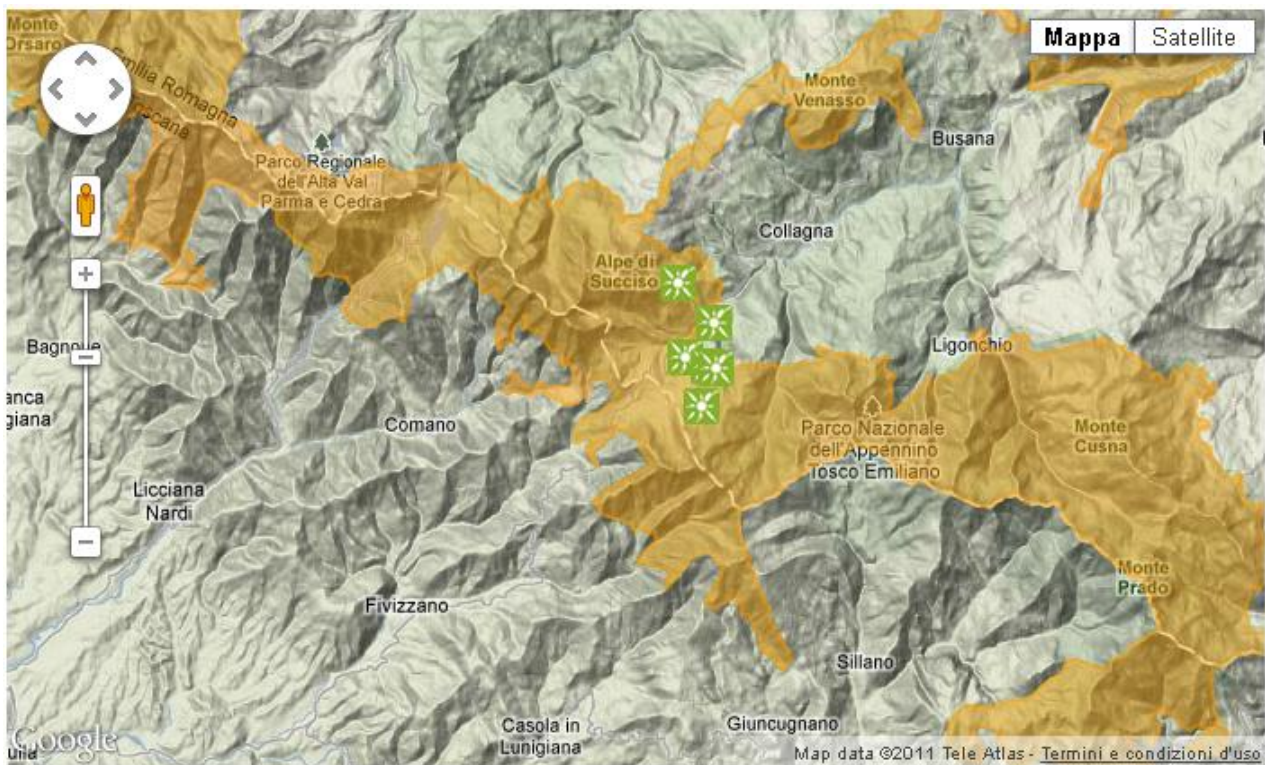 Monte
Orsaro
Emilia Romagna
Toscana
Mappa
Satellite
Monte
Venasso
Busana
Parco Regionale
dell'Alta Val
Parma e Cedra
Collagna
Alpe di
Succiso
Bagnone
Ligonchio
Comano
Parco Nazionale
dell'Appennino
Tosco Emiliano
Monte
Cusna
Licciana
Nardi
Monte
Prado
Fivizzano
Sillano
Casola in
Lunigiana
Giuncugnano
Google
Map data ©2011 Tele Atlas - Termini e condizioni d'uso